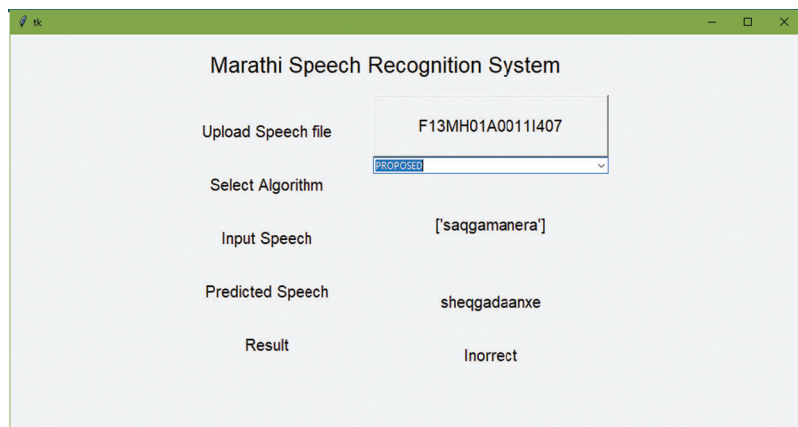 tk
Marathi Speech Recognition System
Upload Speech file
F13MH01A0011I407
PROPOSED
Select Algorithm
Input Speech
['saqgamanera']
Predicted Speech
sheqgadaanxe
Result
Inorrect